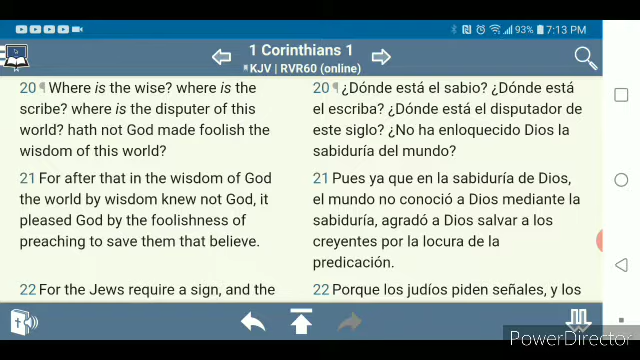 93% 7:13 PM
1 Corinthians 1
KJV | RVR60 (online)
20 ¶ Where is the wise? where is the
scribe? where is the disputer of this
world? hath not God made foolish the
wisdom of this world?
21 For after that in the wisdom of God
the world by wisdom knew not God, it
pleased God by the foolishness of
preaching to save them that believe.
22 For the Jews require a sign, and the
20 ¶ ¿Dónde está el sabio? ¿Dónde está
el escriba? ¿Dónde está el disputador de
este siglo? ¿No ha enloquecido Dios la
sabiduría del mundo?
21 Pues ya que en la sabiduría de Dios,
el mundo no conoció a Dios mediante la
sabiduría, agradó a Dios salvar a los
creyentes por la locura de la
predicación.
22 Porque los judíos piden señales, y los
PowerDirector